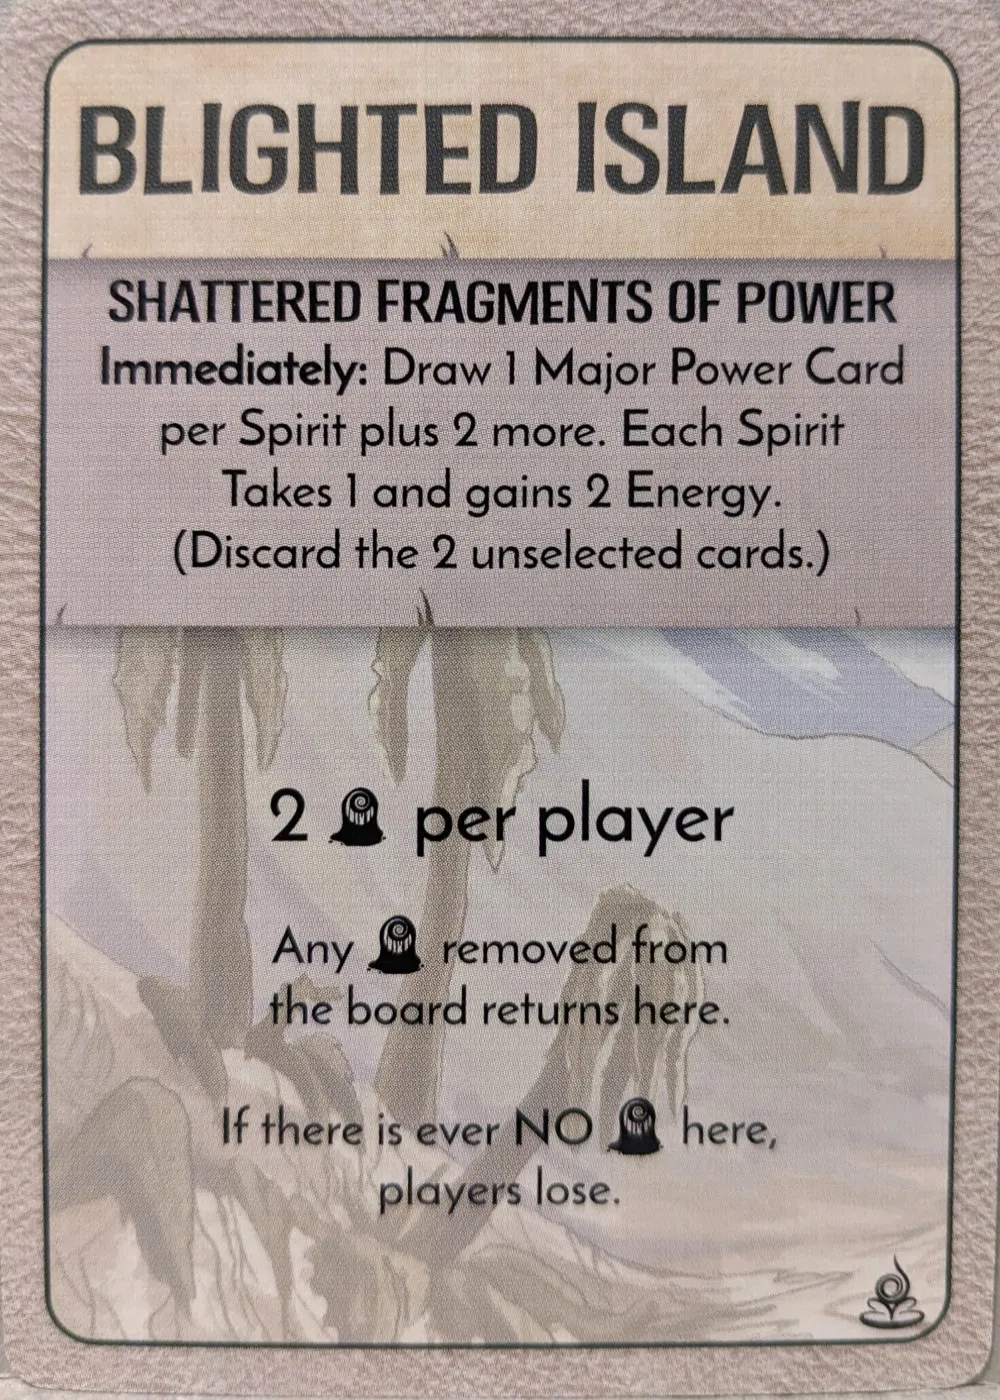 BLIGHTED ISLAND
SHATTERED FRAGMENTS OF POWER
Immediately: Draw 1 Major Power Card
per Spirit plus 2 more. Each Spirit
Takes 1 and gains 2 Energy.
(Discard the 2 unselected cards.)
2 per player
Any removed from
the board returns here.
If there is ever NO here,
players lose.